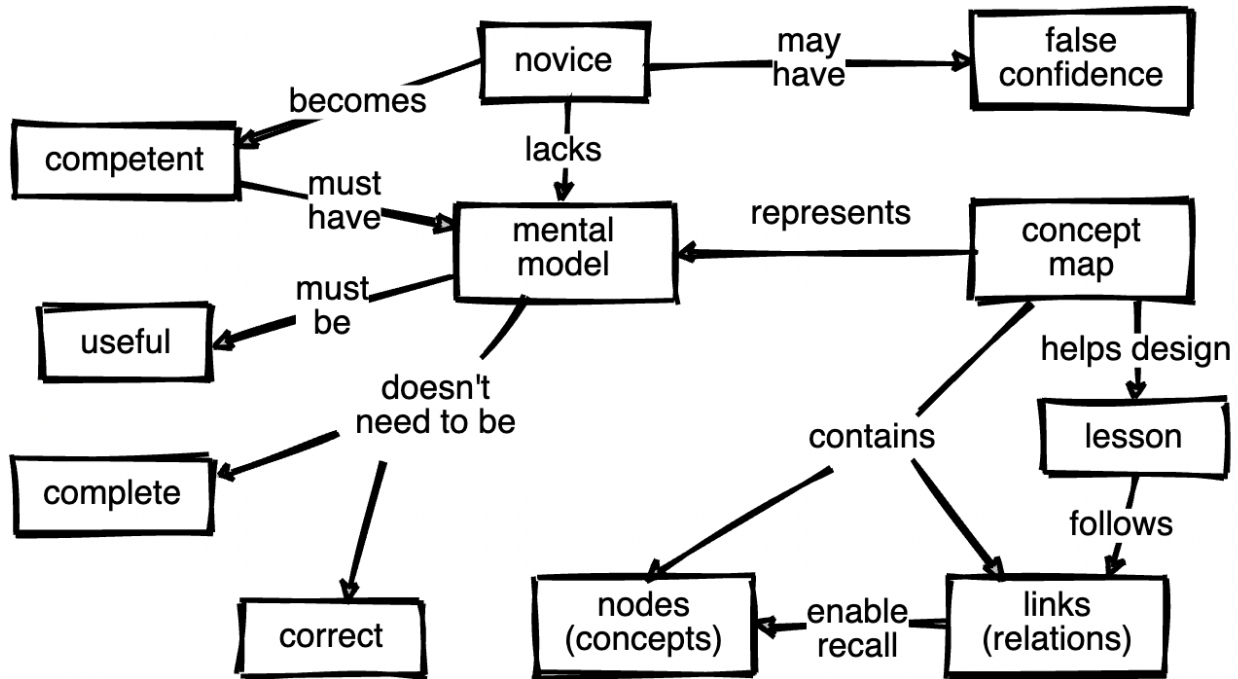 novice
may
have
false
confidence
becomes
competent
lacks
must
have
mental
model
represents
concept
map
must
be
useful
helps design
doesn't
need to be
contains
lesson
complete
follows
nodes
(concepts)
enable
recall
links
(relations)
correct